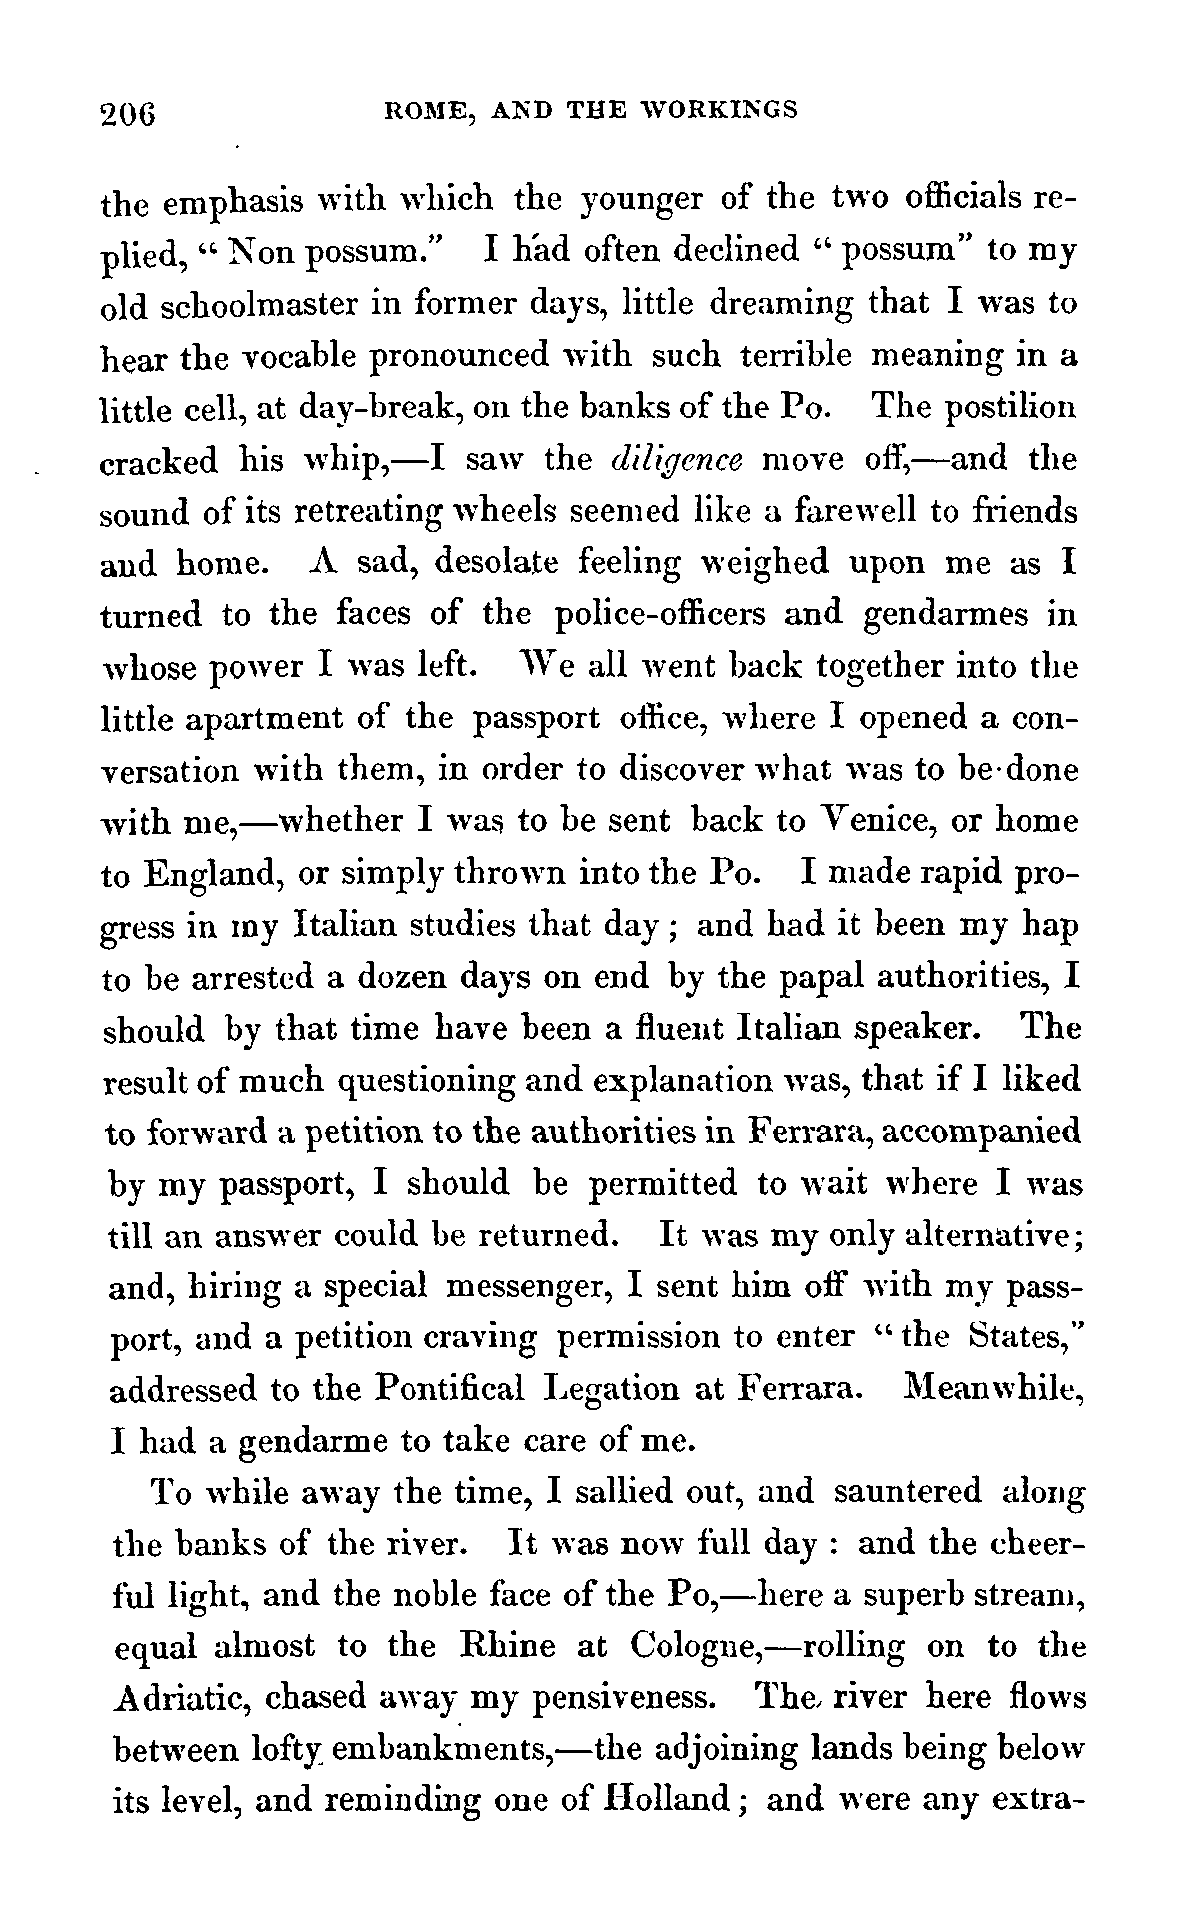 206 ROME, AND THE WORKINGS
the emphasis with which the younger of the two officials re-
plied, “ Non possum.” I had often declined “ possum” to my
old schoolmaster in former days, little dreaming that I was to
hear the vocable pronounced with such terrible meaning in a
little cell, at day-break, on the banks of the Po. The postilion
cracked his whip,—I saw the diligence move off,—and the
sound of its retreating wheels seemed like a farewell to friends
and home. A sad, desolate feeling weighed upon me as I
turned to the faces of the police-officers and gendarmes in
whose power I was left. We all went back together into the
little apartment of the passport office, where I opened a con-
versation with them, in order to discover what was to be done
with me,—whether I was to be sent back to Venice, or home
to England, or simply thrown into the Po. I made rapid pro-
gress in my Italian studies that day ; and had it been my hap
to be arrested a dozen days on end by the papal authorities, I
should by that time have been a fluent Italian speaker. The
result of much questioning and explanation was, that if I liked
to forward a petition to the authorities in Ferrara, accompanied
by my passport, I should be permitted to wait where I was
till an answer could be returned. It was my only alternative;
and, hiring a special messenger, I sent him off with my pass-
port, and a petition craving permission to enter “ the States,”
addressed to the Pontifical Legation at Ferrara. Meanwhile,
I had a gendarme to take care of me.
To while away the time, I sallied out, and sauntered along
the banks of the river. It was now full day : and the cheer-
ful light, and the noble face of the Po,—here a superb stream,
equal almost to the Rhine at Cologne,—rolling on to the
Adriatic, chased away my pensiveness. The river here flows
between lofty embankments,—the adjoining lands being below
its level, and reminding one of Holland ; and were any extra-